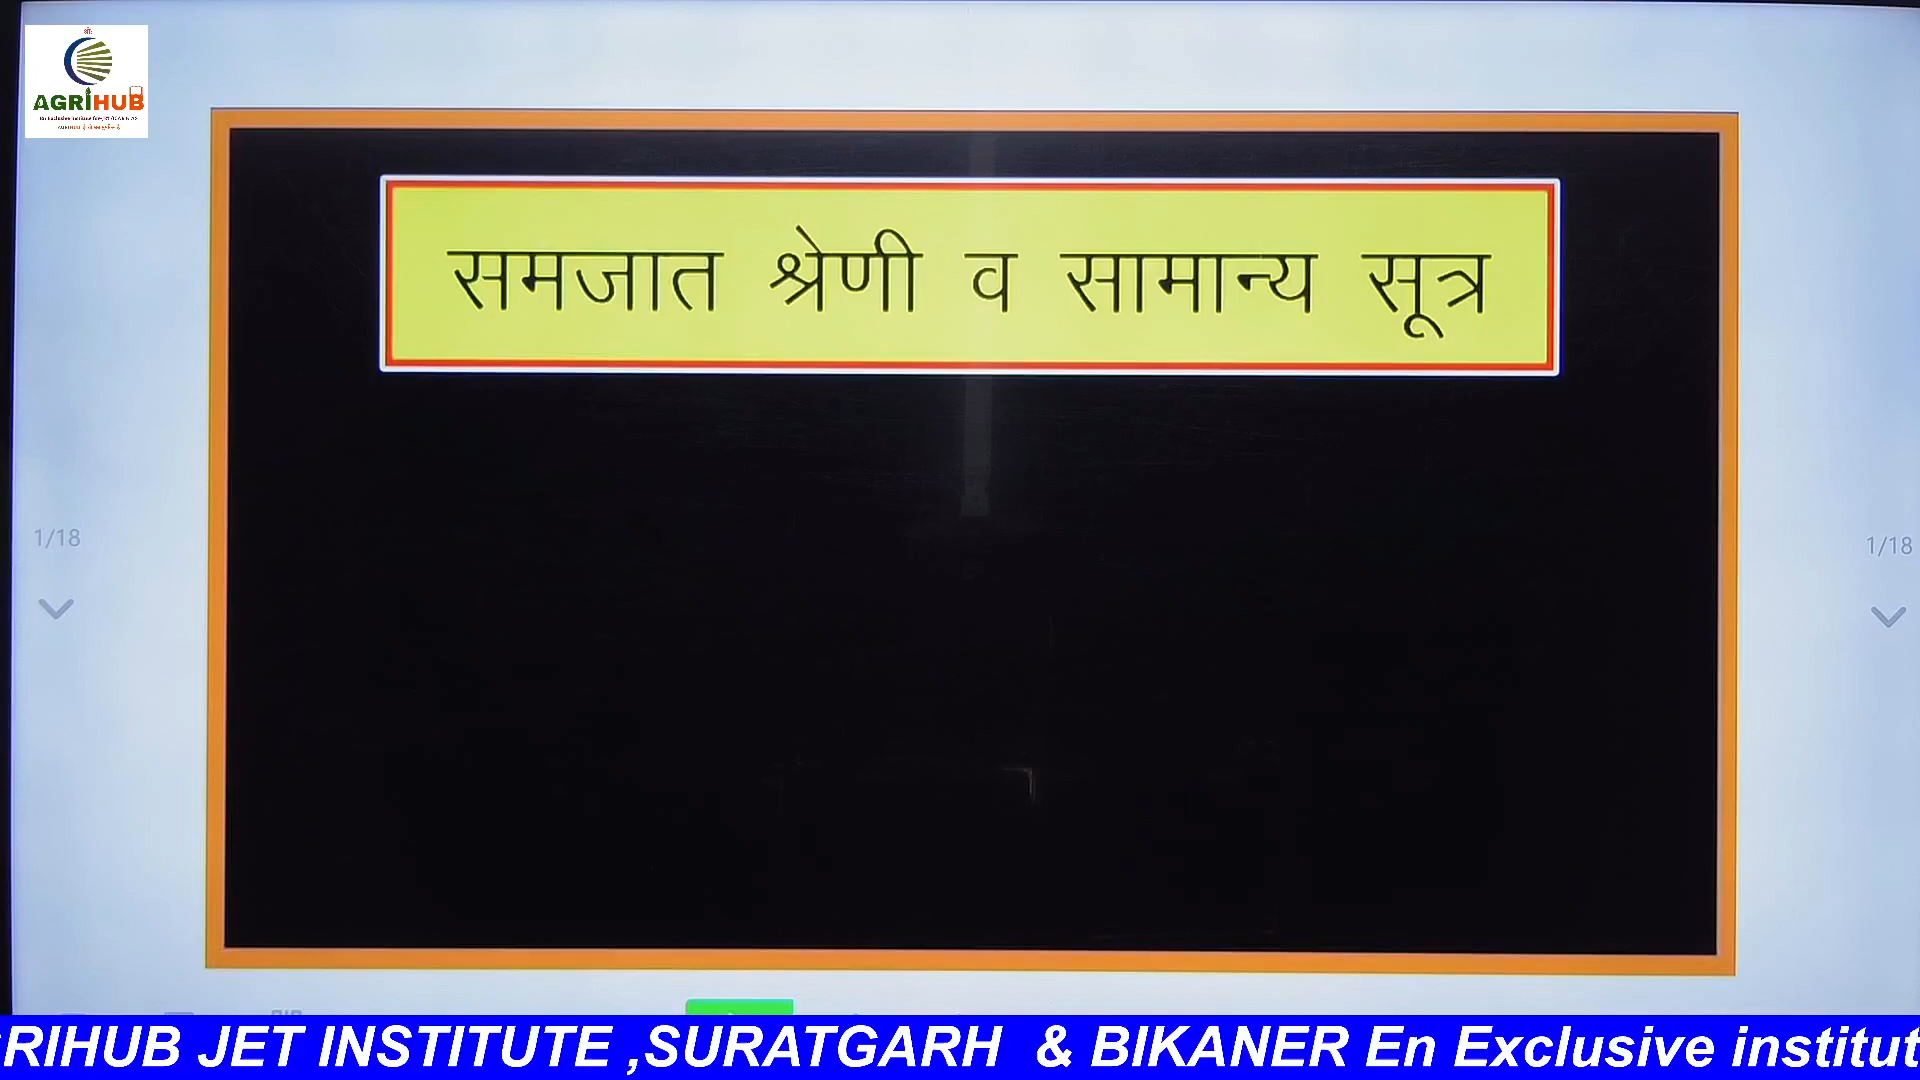 श्रीः
AGRIHUB
समजात श्रेणी व सामान्य सूत्र
1/18
1/18
RIHUB JET INSTITUTE ,SURATGARH & BIKANER En Exclusive institut